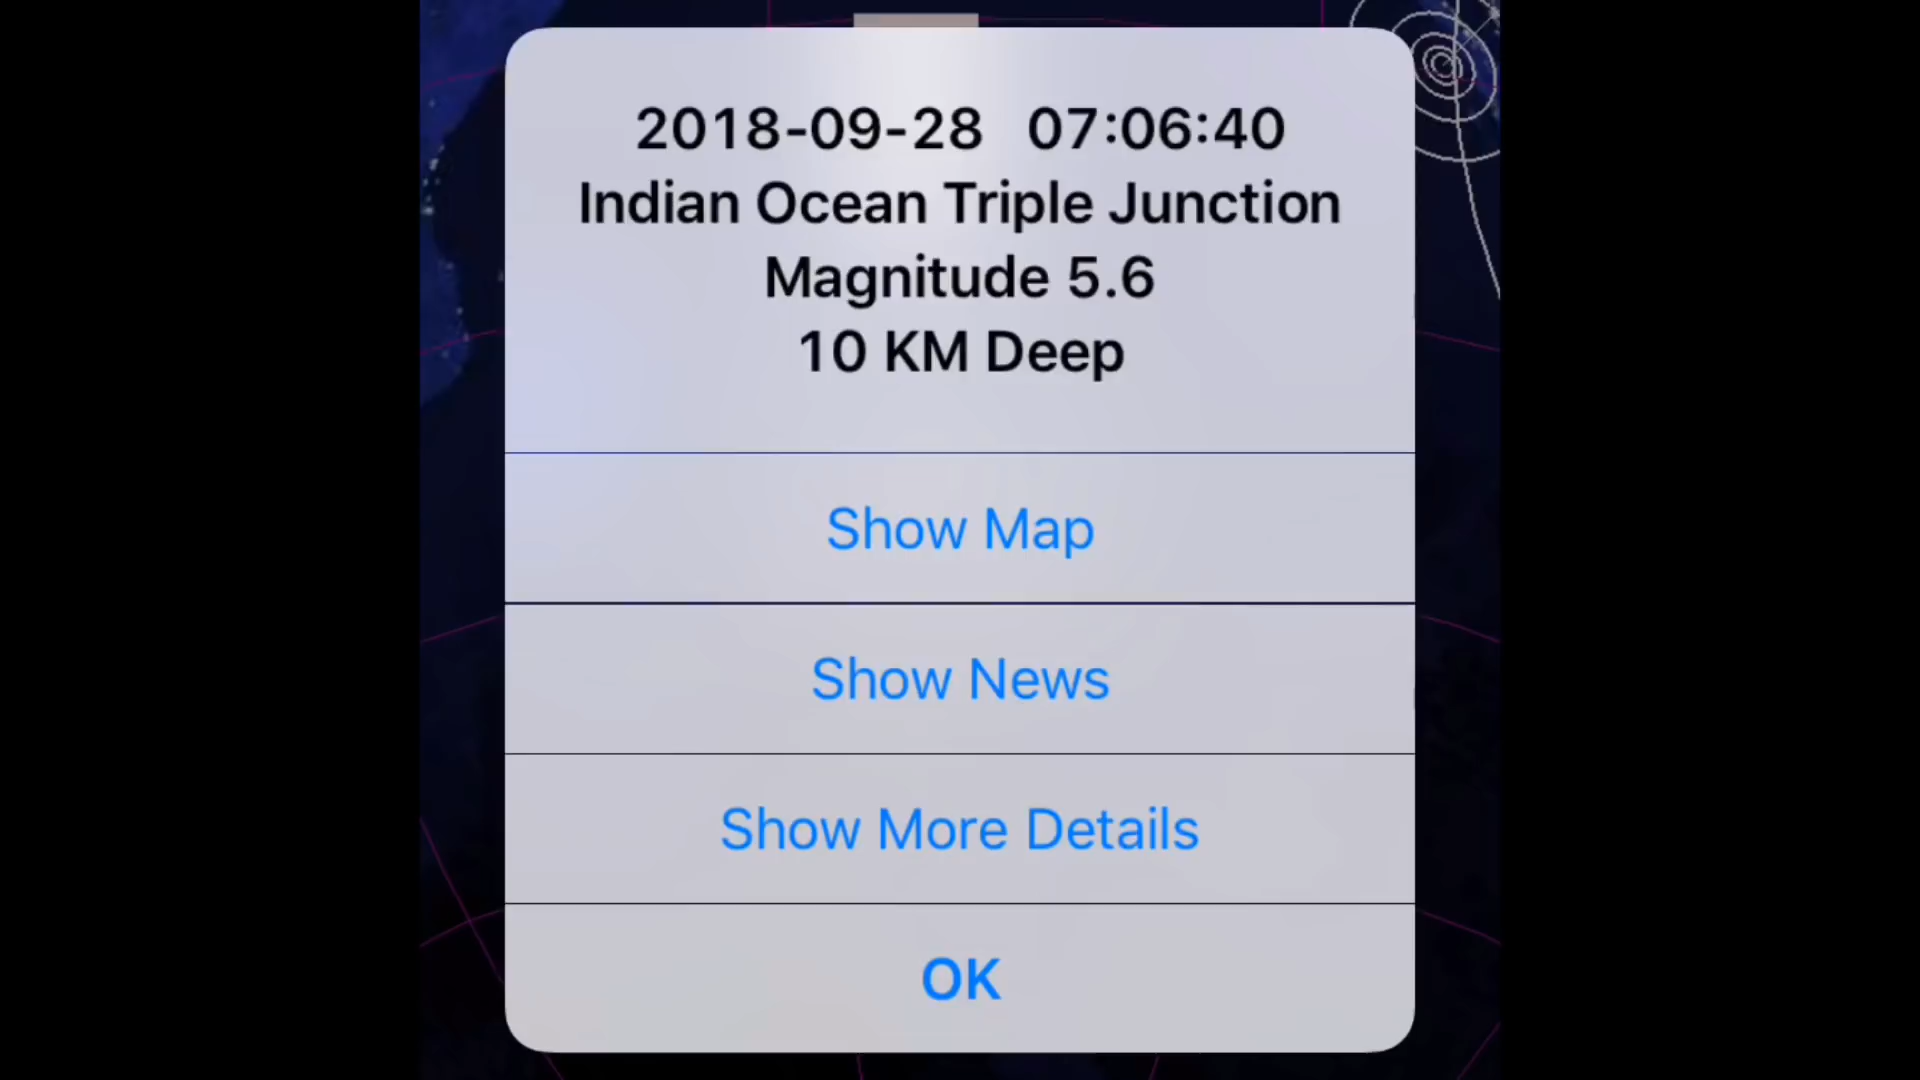 2018-09-28 07:06:40
Indian Ocean Triple Junction
Magnitude 5.6
10 KM Deep
Show Map
Show News
Show More Details
OK